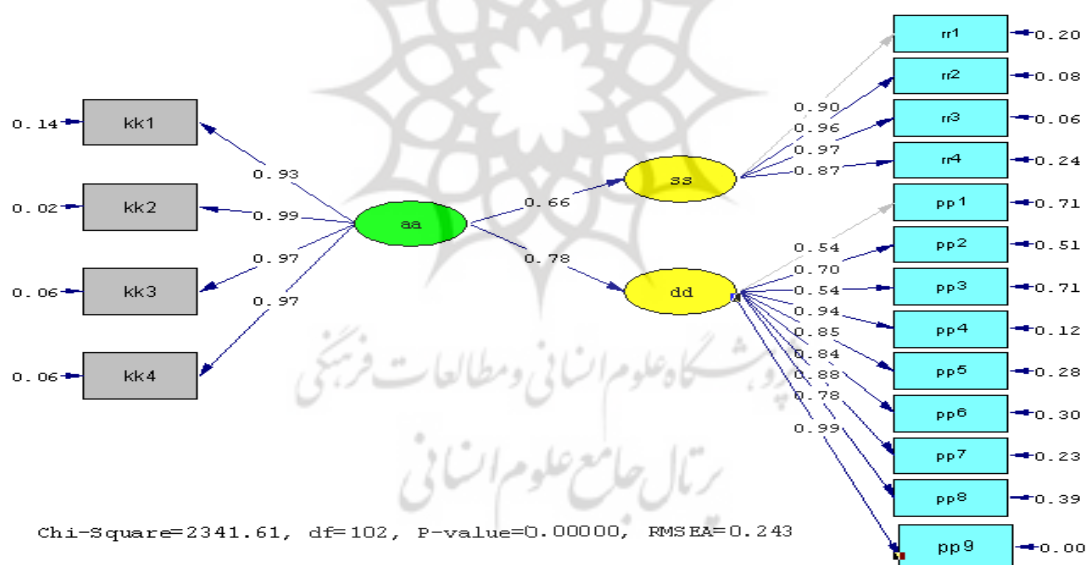 rr1
0.20
rr2
0.08
0.90
kk1
0.14
rr3
0.06
0.96
0.97
rr4
0.24
0.87
0.93
ss
kk2
0.02
0.99
0.66
pp1
0.71
aa
0.54
pp2
0.51
0.97
0.78
0.70
kk3
0.06
dd
0.54
pp3
0.71
0.97
0.94
pp4
0.12
0.85
0.84
پژوهشگاه علوم انسانی و مطالعات فرهنگی
kk4
0.06
0.88
pp5
0.28
0.78
pp6
0.30
0.99
pp7
0.23
پرتال جامع علوم انسانی
pp8
0.39
Chi-Square=2341.61, df=102, P-value=0.00000, RMSEA=0.243
pp9
0.00